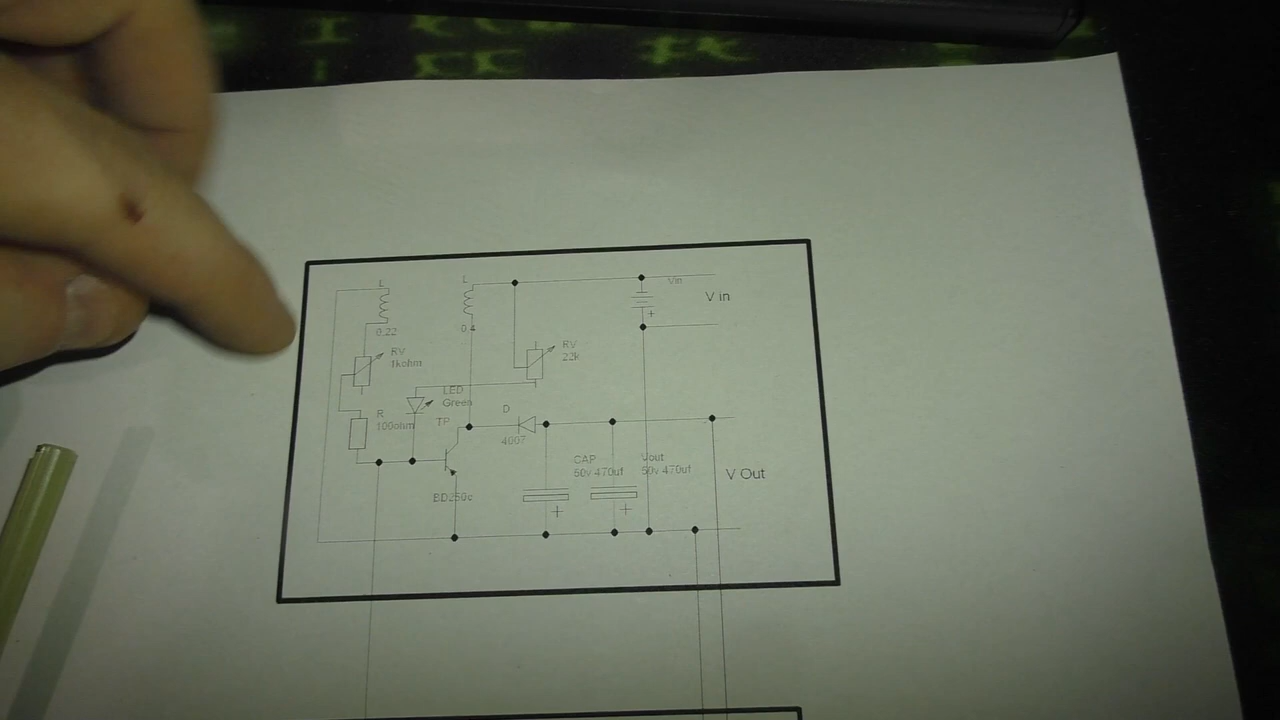 L
0.22
RV
1kohm
R
100ohm
LED
Green
TP
BD250c
L
0.4
RV
22k
D
4007
CAP
50v 470uf
Vout
50v 470uf
Vin
V in
V Out